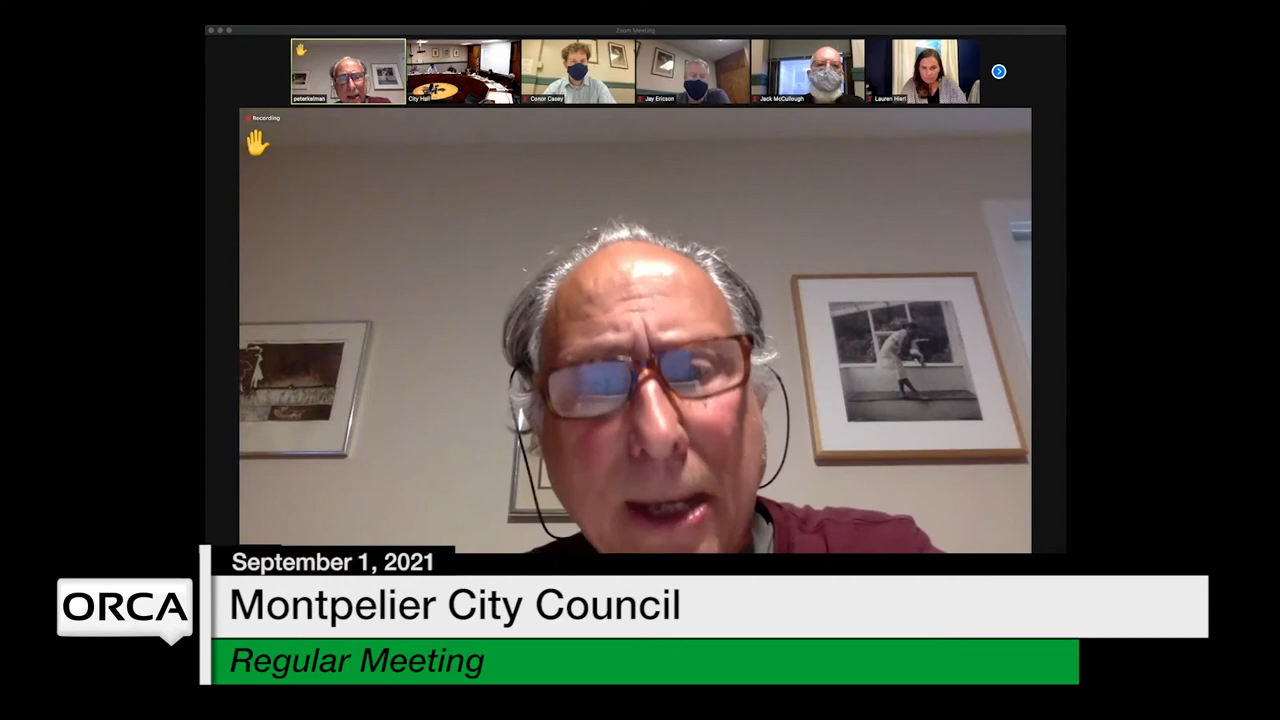 Zoom Meeting
peterkelman
City Hall
Conor Casey
Jay Ericson
Jack McCullough
Lauren Hierl
Recording
September 1, 2021
ORCA
Montpelier City Council
Regular Meeting